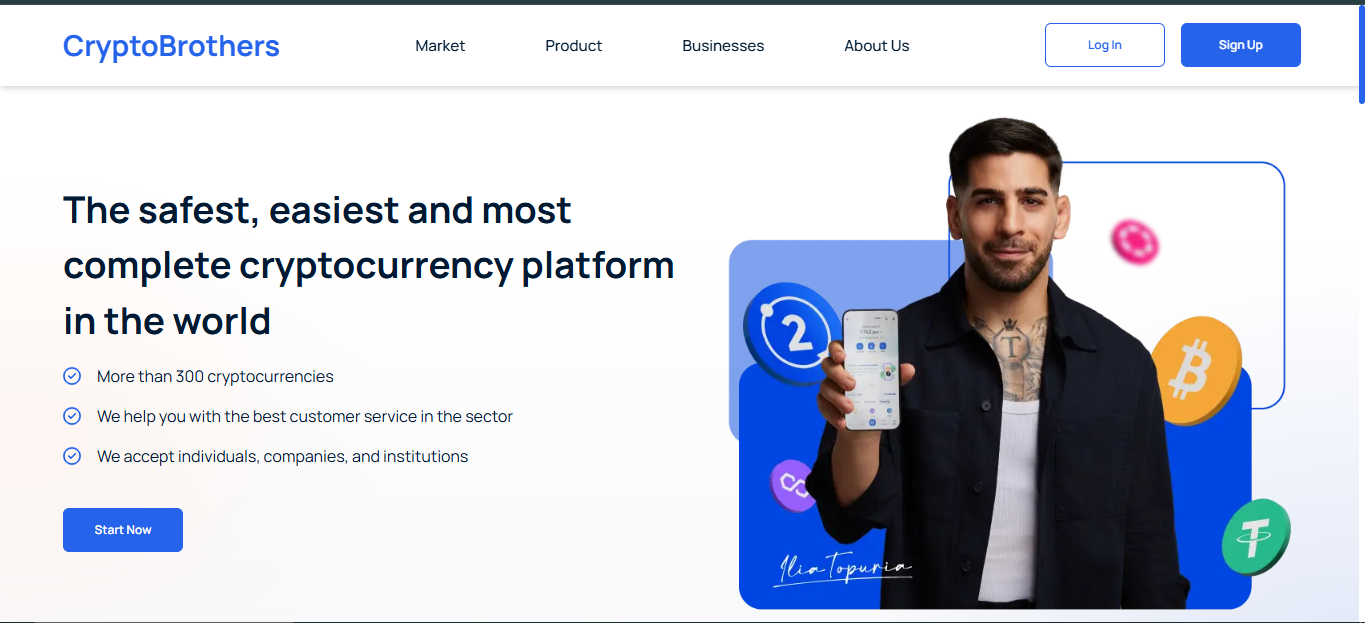 CryptoBrothers
Market
Product
Businesses
About Us
Log In
Sign Up
The safest, easiest and most
complete cryptocurrency platform
in the world
More than 300 cryptocurrencies
We help you with the best customer service in the sector
We accept individuals, companies, and institutions
Start Now
2
T
Ilia Topuria